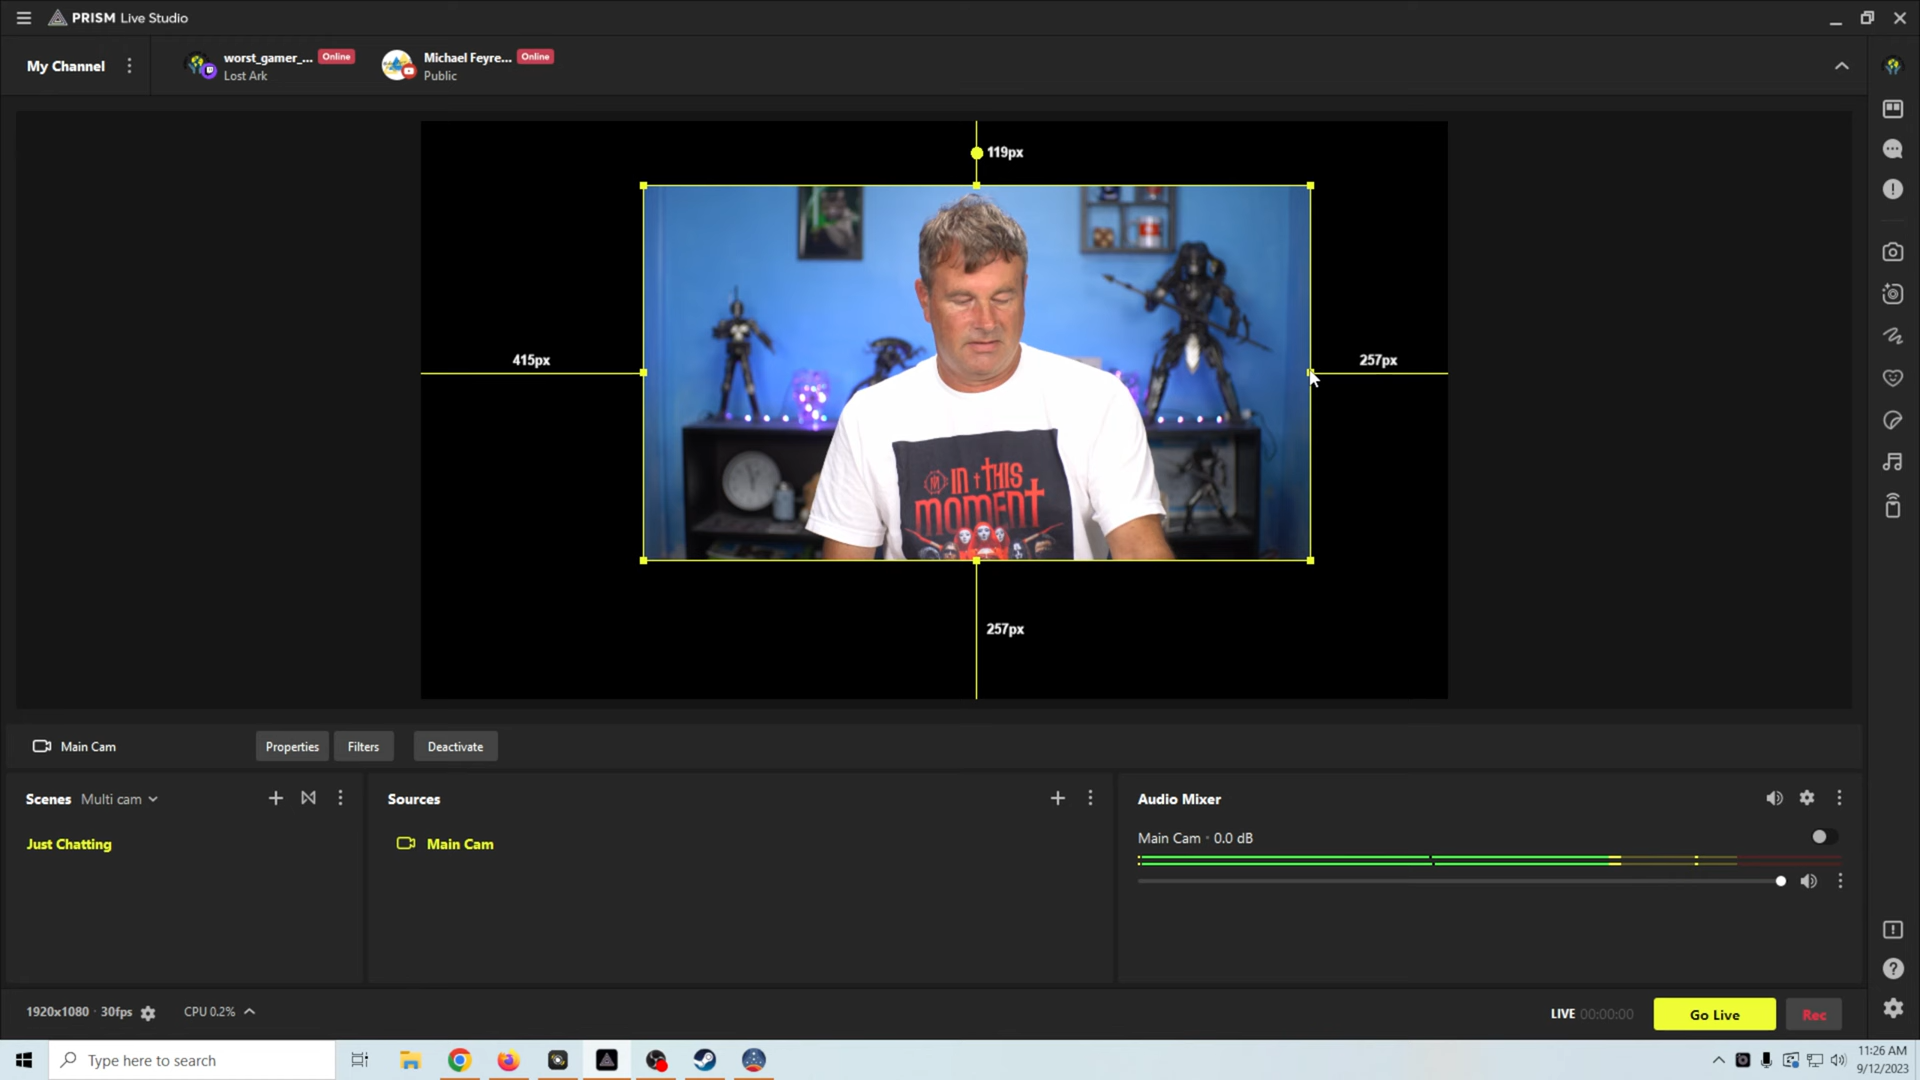 PRISM Live Studio
My Channel
worst_gamer_... Online
Lost Ark
Michael Feyre... Online
Public
119px
415px
257px
IN THIS
MOMENT
257px
Main Cam
Properties
Filters
Deactivate
Scenes Multi cam
Sources
Audio Mixer
Just Chatting
Main Cam
Main Cam · 0.0 dB
1920x1080 · 30fps
CPU 0.2%
LIVE 00:00:00
Go Live
Rec
Type here to search
11:26 AM
9/12/2023